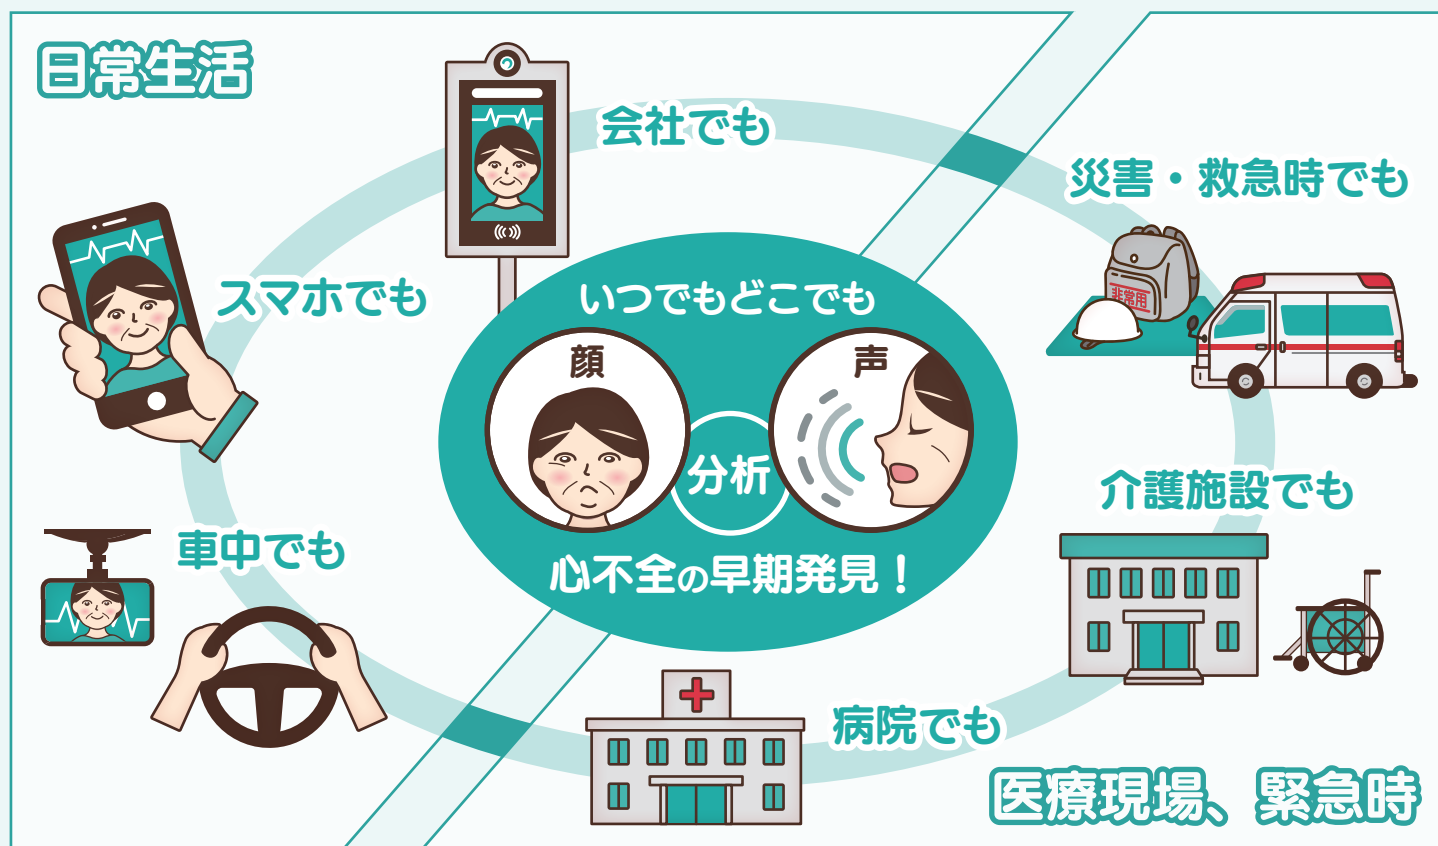 日常生活
会社でも
スマホでも
車中でも
いつでもどこでも
顔
声
分析
心不全の早期発見！
災害・救急時でも
非常用
介護施設でも
病院でも
医療現場、緊急時